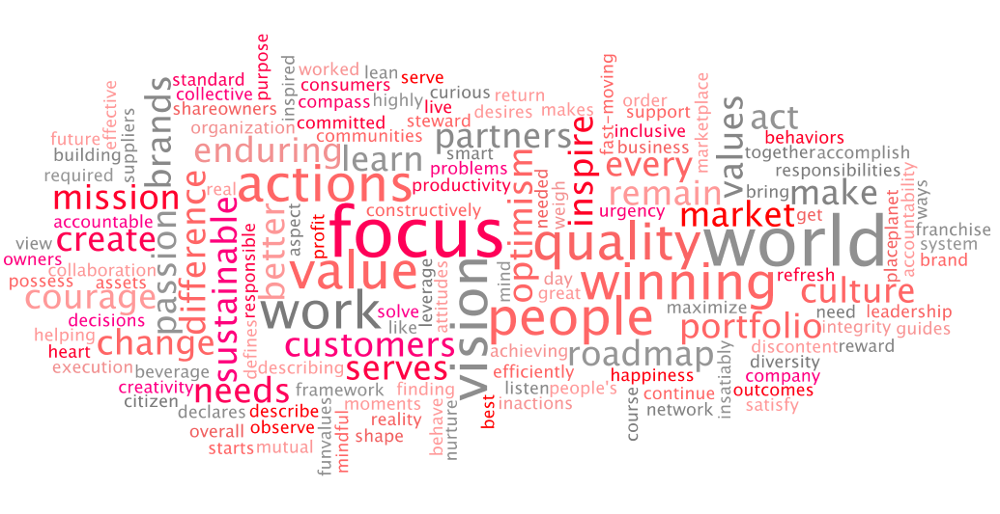 purpose
standard
inspired
worked
lean
serve
fast-moving
effective
brands
collective
consumers
curious
return
order
marketplace
values
shareowners
compass
highly
live
desires
makes
support
act
future
suppliers
organization
committed
steward
communities
partners
inspire
inclusive
behaviors
building
enduring
learn
smart
optimism
business
together
accomplish
required
difference
real
actions
problems
productivity
needed
weigh
every
remain
responsibilities
accountability
mission
passion
sustainable
better
aspect
profit
constructively
urgency
market
bring
make
get
placeplanet
ways
accountable
create
responsible
focus
quality
world
franchise
view
system
owners
collaboration
value
leverage
attitudes
vision
mind
day
winning
refresh
brand
possess
assets
courage
work
solve
great
culture
decisions
like
people
maximize
portfolio
need
leadership
helping
change
defines
customers
achieving
roadmap
integrity
guides
heart
discontent
reward
execution
beverage
describing
serves
efficiently
happiness
insatiably
diversity
creativity
needs
framework
finding
listen
people's
continue
company
outcomes
citizen
declares
describe
funvalues
moments
behave
nurture
best
inactions
course
network
satisfy
overall
observe
mindful
reality
starts
mutual
shape